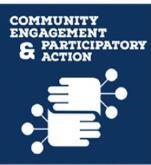 COMMUNITY
ENGAGEMENT
& PARTICIPATORY
ACTION